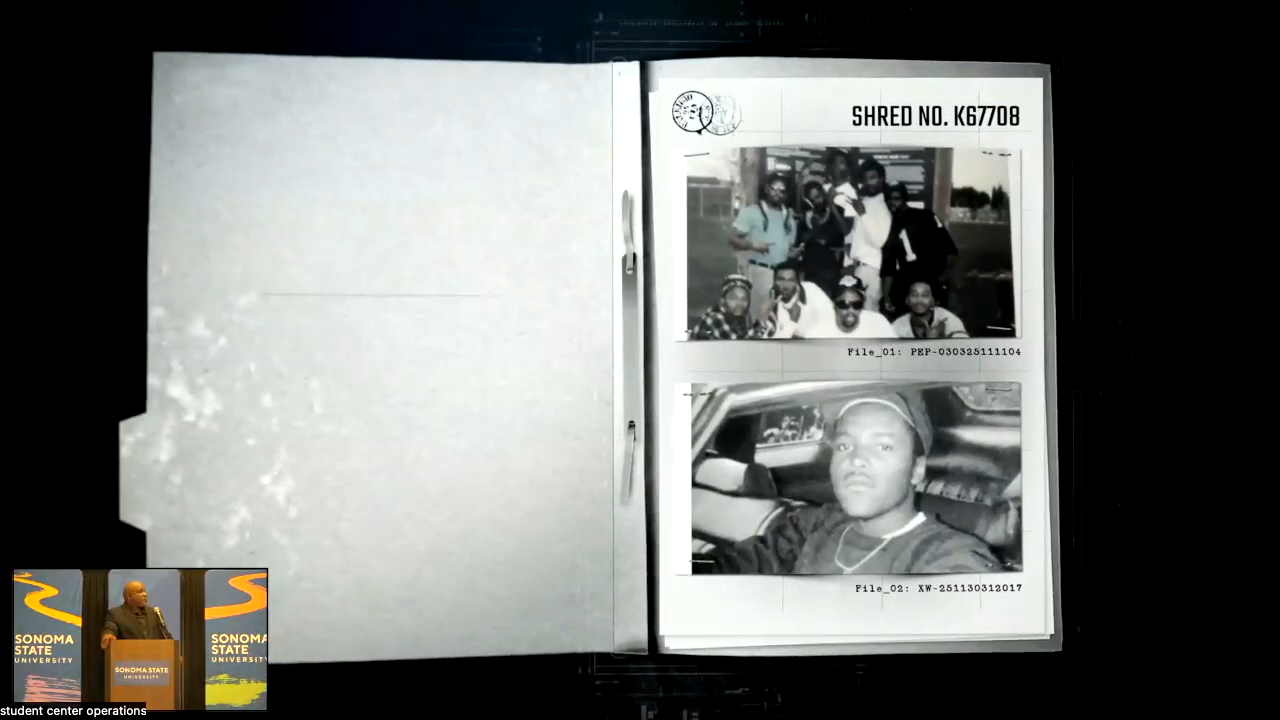 SHRED NO. K67708
File_01: PEP-030325111104
File_02: XW-251130312017
SONOMA
STATE
UNIVERSITY
SONOMA STATE
UNIVERSITY
SONOMA
STATE
UNIVERSITY
student center operations